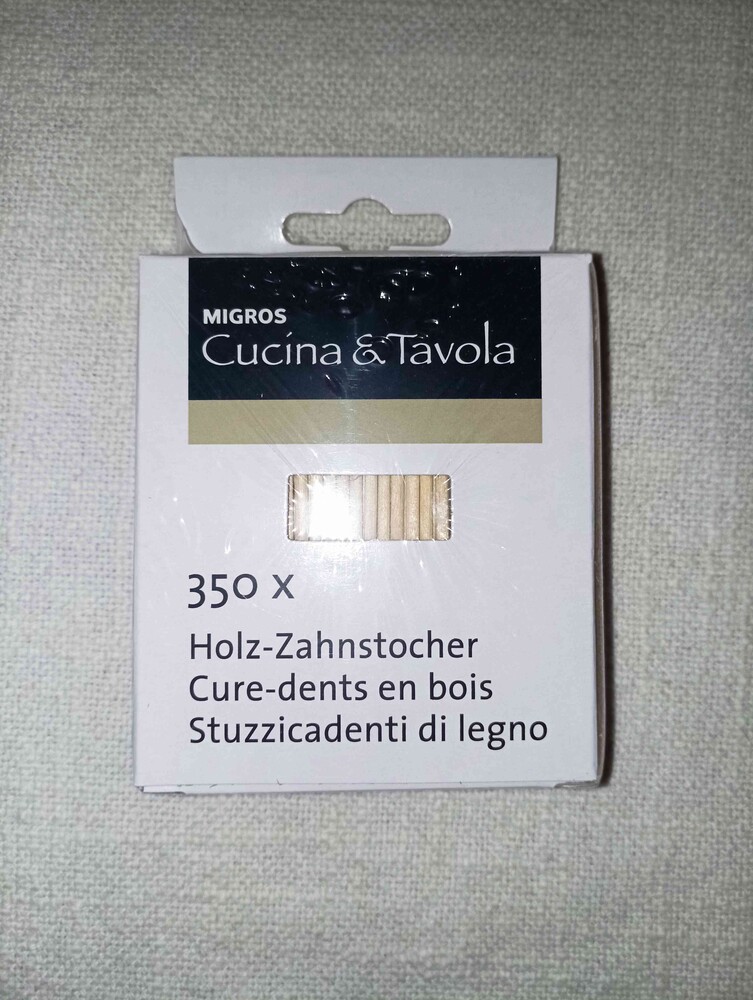 MIGROS
Cucina & Tavola
350 x
Holz-Zahnstocher
Cure-dents en bois
Stuzzicadenti di legno